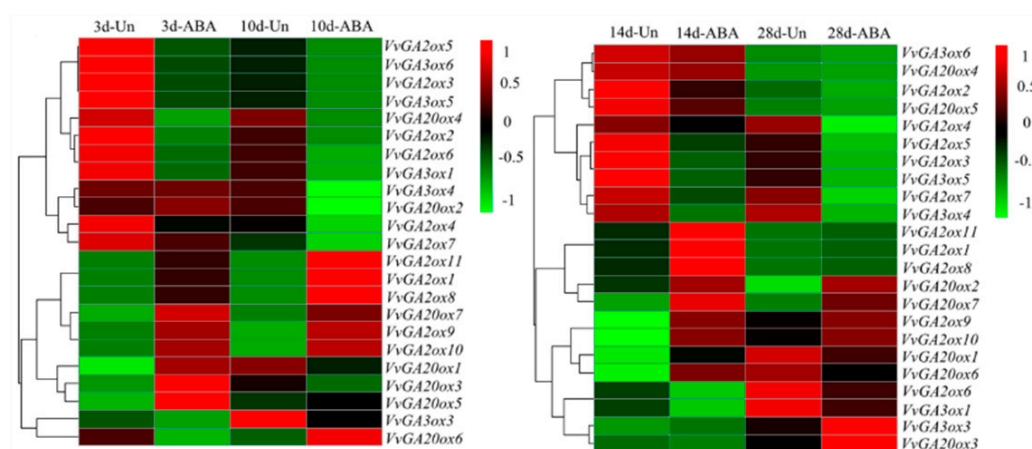 3d-Un 3d-ABA 10d-Un 10d-ABA
VvGA2ox5
VvGA3ox6
VvGA2ox3
VvGA3ox5
VvGA20ox4
VvGA2ox2
VvGA2ox6
VvGA3ox1
VvGA3ox4
VvGA20ox2
VvGA2ox4
VvGA2ox7
VvGA2ox11
VvGA2ox1
VvGA2ox8
VvGA20ox7
VvGA2ox9
VvGA2ox10
VvGA20ox1
VvGA20ox3
VvGA20ox5
VvGA3ox3
VvGA20ox6
1
0.5
0
-0.5
-1
14d-Un 14d-ABA 28d-Un 28d-ABA
VvGA3ox6
VvGA20ox4
VvGA2ox2
VvGA20ox5
VvGA2ox4
VvGA2ox5
VvGA2ox3
VvGA3ox5
VvGA2ox7
VvGA3ox4
VvGA2ox11
VvGA2ox1
VvGA2ox8
VvGA20ox2
VvGA20ox7
VvGA2ox9
VvGA2ox10
VvGA20ox1
VvGA20ox6
VvGA2ox6
VvGA3ox1
VvGA3ox3
VvGA20ox3
1
0.5
0
-0.5
-1